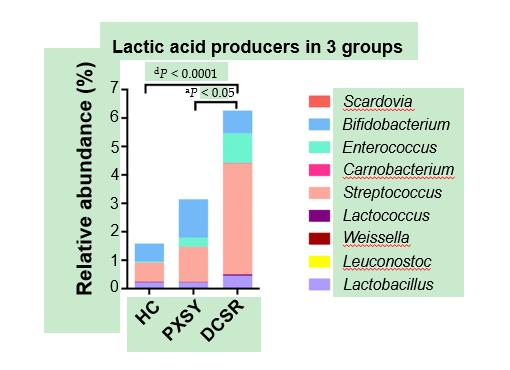 Lactic acid producers in 3 groups
ᵈP < 0.0001
ᵃP < 0.05
Relative abundance (%)
7
6
5
4
3
2
1
0
HC
PXSY
DCSR
Scardovia
Bifidobacterium
Enterococcus
Carnobacterium
Streptococcus
Lactococcus
Weissella
Leuconostoc
Lactobacillus